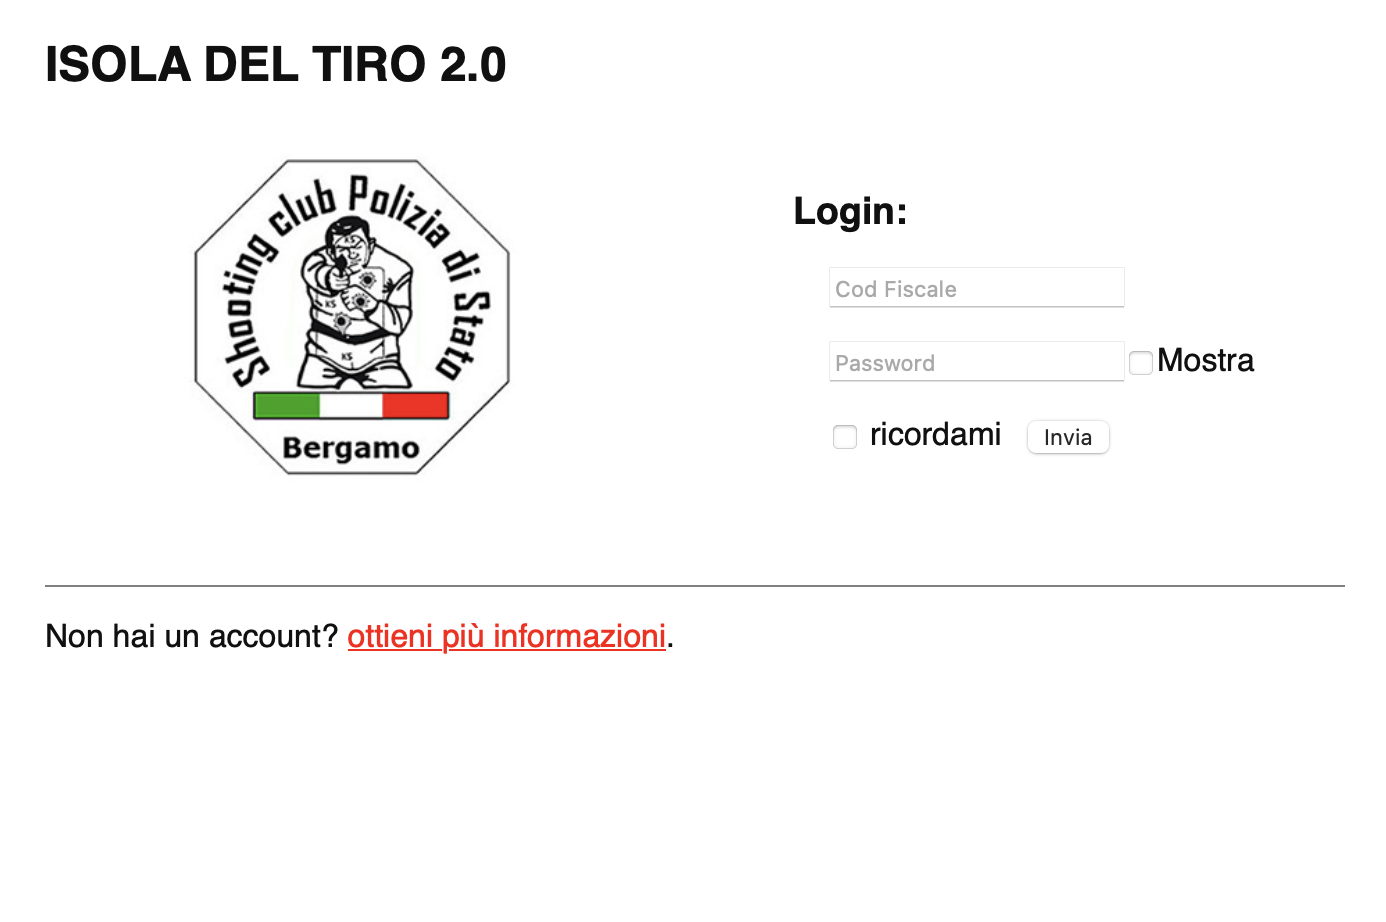 ISOLA DEL TIRO 2.0
Shooting club Polizia di Stato
KS
KS
KS
Bergamo
Login:
Cod Fiscale
Password
Mostra
ricordami
Invia
Non hai un account? ottieni più informazioni.